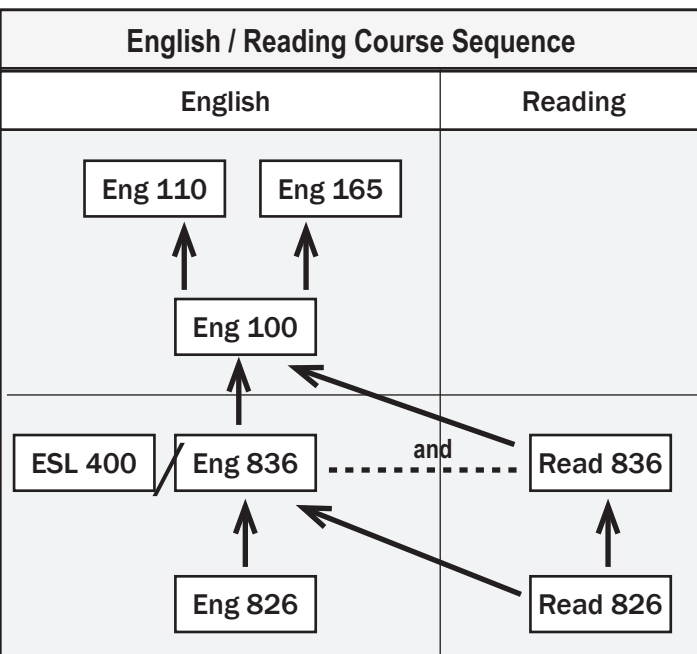 English / Reading Course Sequence
English Reading
Eng 110 Eng 165
Eng 100
and
ESL 400 / Eng 836 Read 836
Eng 826 Read 826